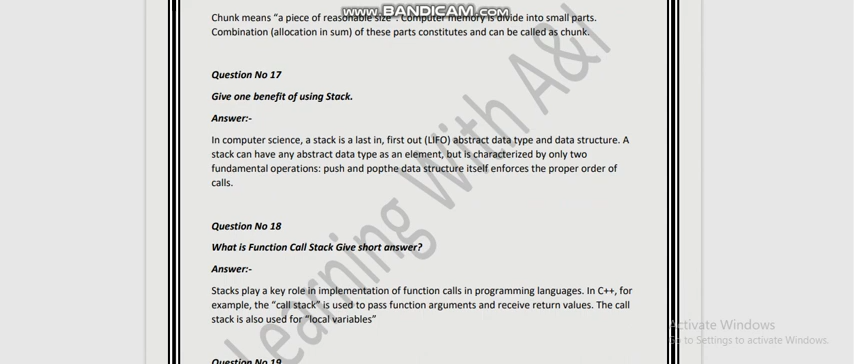 www.BANDICAM.com
Chunk means “a piece of reasonable size”. Computer memory is divide into small parts.
Combination (allocation in sum) of these parts constitutes and can be called as chunk.
Question No 17
Give one benefit of using Stack.
Answer:-
In computer science, a stack is a last in, first out (LIFO) abstract data type and data structure. A
stack can have any abstract data type as an element, but is characterized by only two
fundamental operations: push and popthe data structure itself enforces the proper order of
calls.
Question No 18
What is Function Call Stack Give short answer?
Answer:-
Stacks play a key role in implementation of function calls in programming languages. In C++, for
example, the “call stack” is used to pass function arguments and receive return values. The call
stack is also used for “local variables”
Question No 19
Learning With A&I
Activate Windows
Go to Settings to activate Windows.